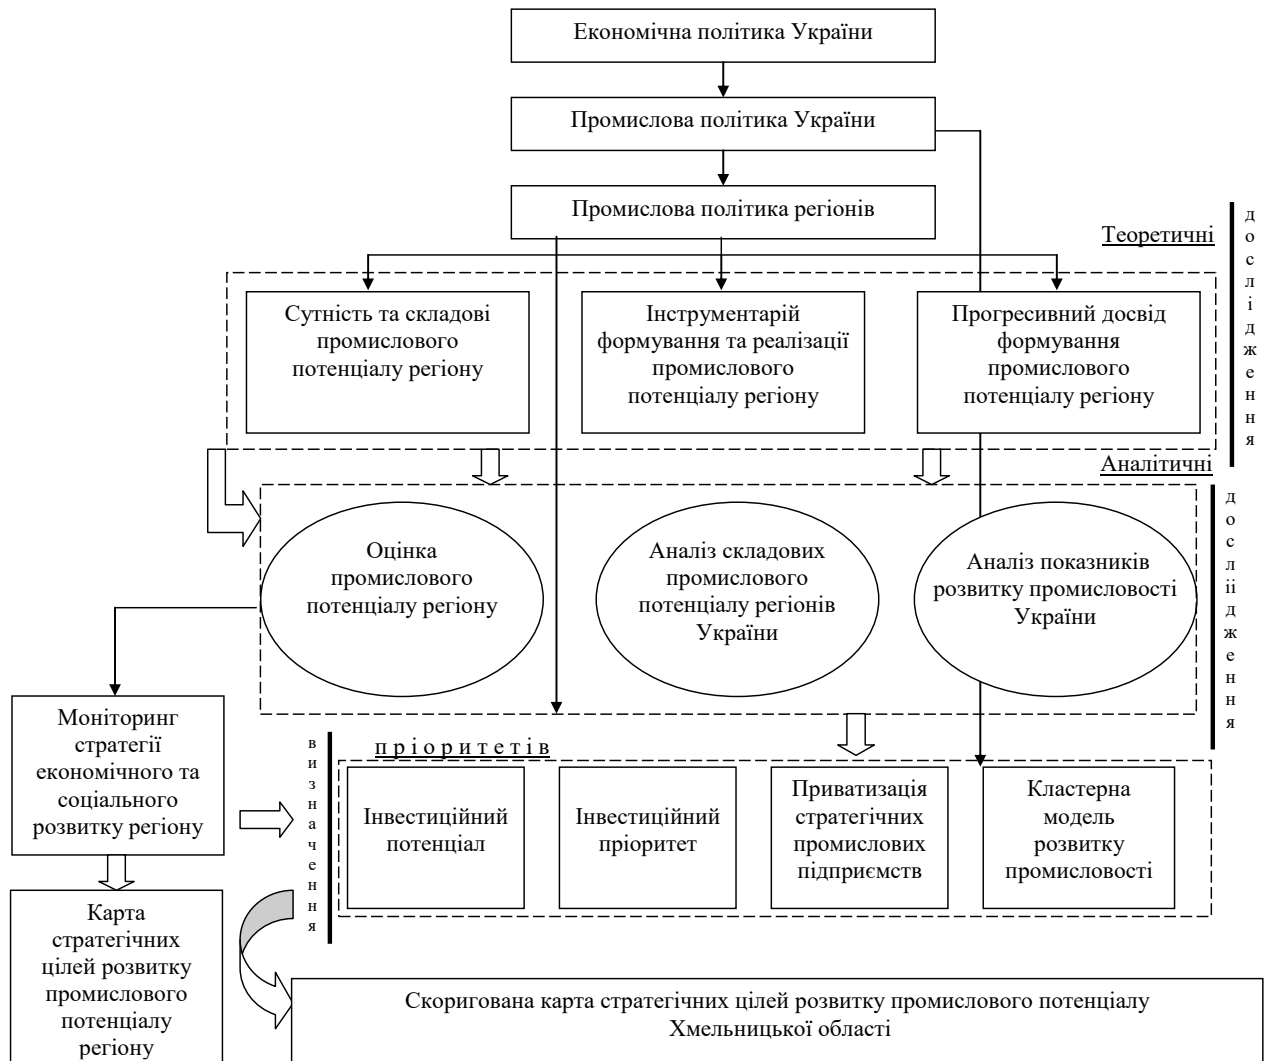 Економічна політика України
Промислова політика України
Промислова політика регіонів
Теоретичні
дослідження
Сутність та складові
промислового
потенціалу регіону
Інструментарій
формування та реалізації
промислового
потенціалу регіону
Прогресивний досвід
формування
промислового
потенціалу регіону
Аналітичні
досліідження
Оцінка
промислового
потенціалу регіону
Аналіз складових
промислового
потенціалу регіонів
України
Аналіз показників
розвитку промисловості
України
Моніторинг
стратегії
економічного та
соціального
розвитку регіону
визначення
п р і о р и т е т і в
Інвестиційний
потенціал
Інвестиційний
пріоритет
Приватизація
стратегічних
промислових
підприємств
Кластерна
модель
розвитку
промисловості
Карта
стратегічних
цілей розвитку
промислового
потенціалу
регіону
Скоригована карта стратегічних цілей розвитку промислового потенціалу
Хмельницької області